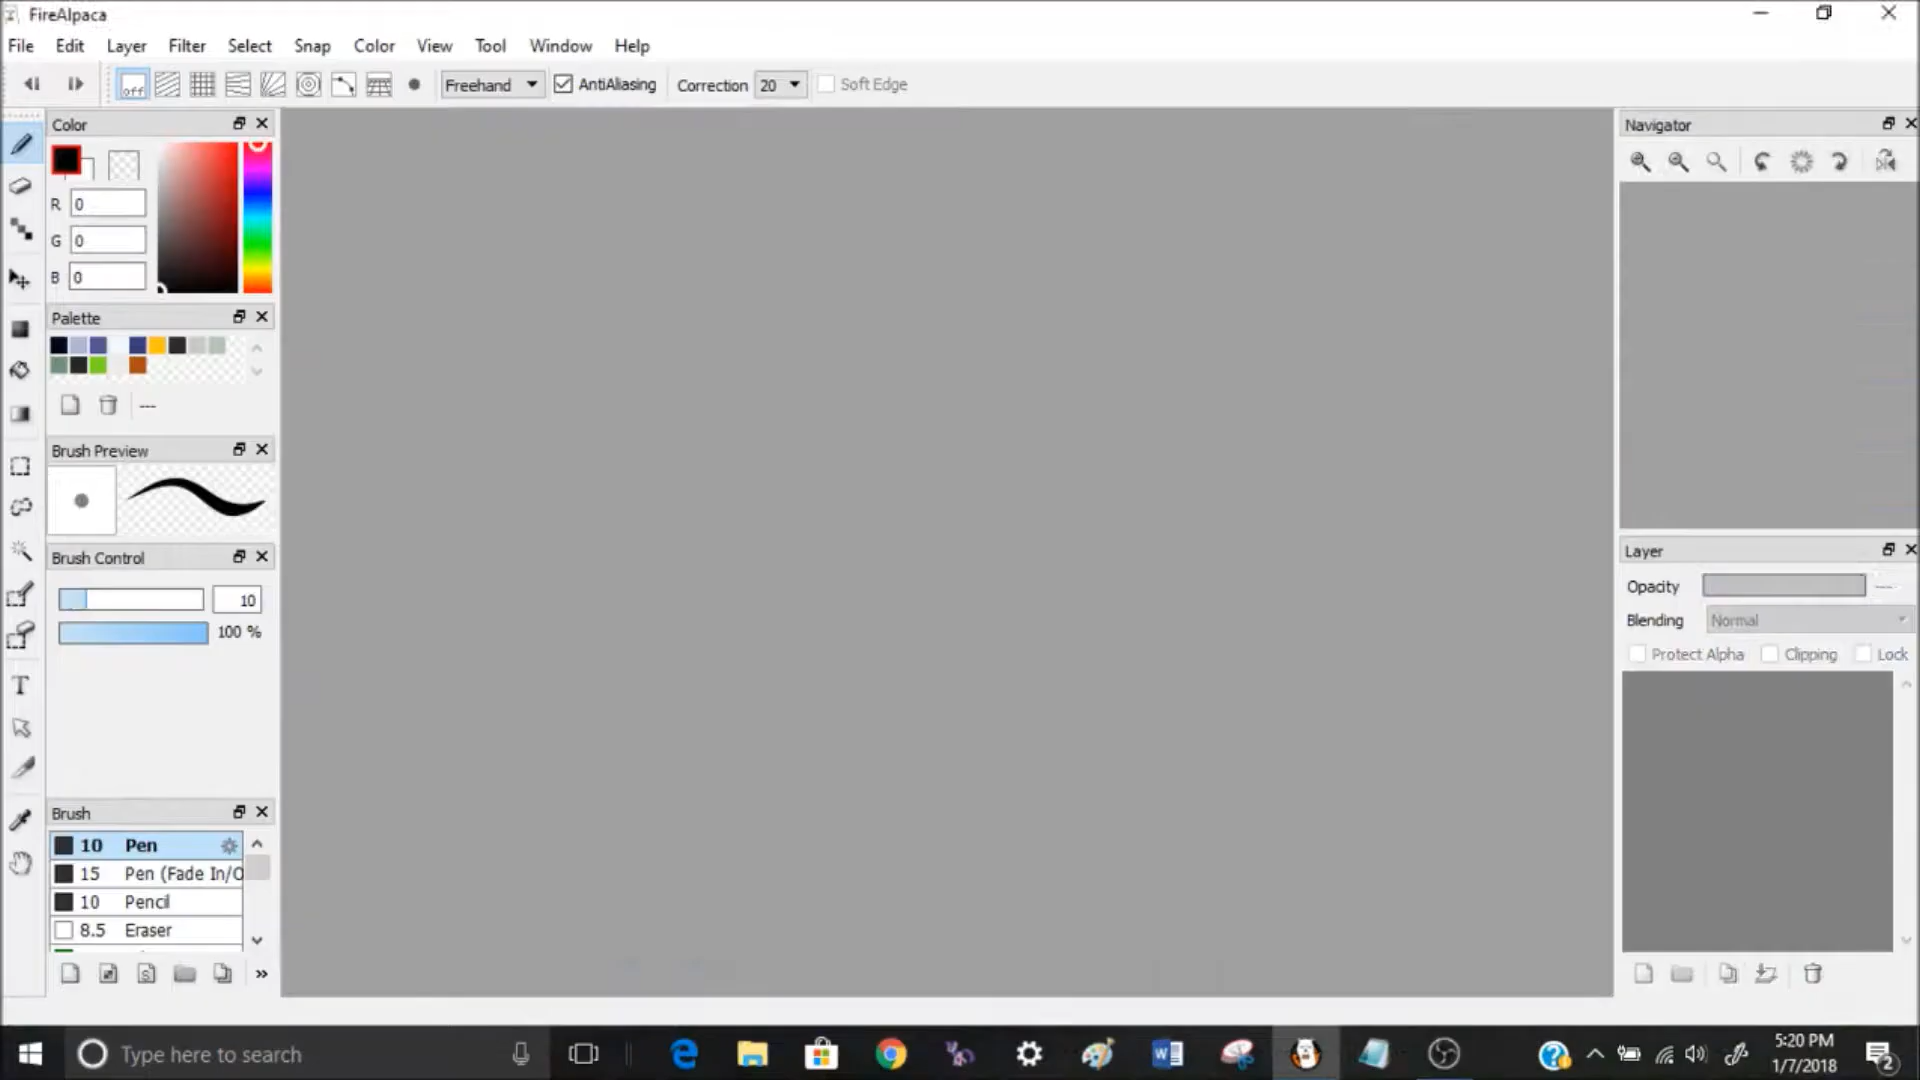 FireAlpaca
File Edit Layer Filter Select Snap Color View Tool Window Help
off Freehand AntiAliasing Correction 20 Soft Edge
Color
R 0
G 0
B 0
Palette
---
Brush Preview
Brush Control
10
100 %
Brush
10 Pen
15 Pen (Fade In/O
10 Pencil
8.5 Eraser
»
Navigator
Layer
Opacity ----
Blending Normal
Protect Alpha Clipping Lock
Type here to search
5:20 PM
1/7/2018
2